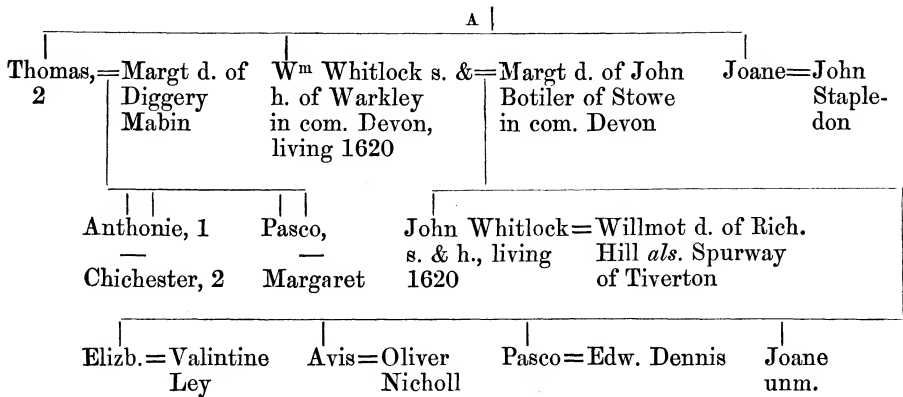 A
Thomas,=Margt d. of Wm Whitlock s. &=Margt d. of John Joane=John
2 Diggery h. of Warkley Botiler of Stowe Staple-
Mabin in com. Devon, in com. Devon don
living 1620
Anthonie, 1 Pasco, John Whitlock=Willmot d. of Rich.
— — s. & h., living Hill als. Spurway
Chichester, 2 Margaret 1620 of Tiverton
Elizb.=Valintine Avis=Oliver Pasco=Edw. Dennis Joane
Ley Nicholl unm.